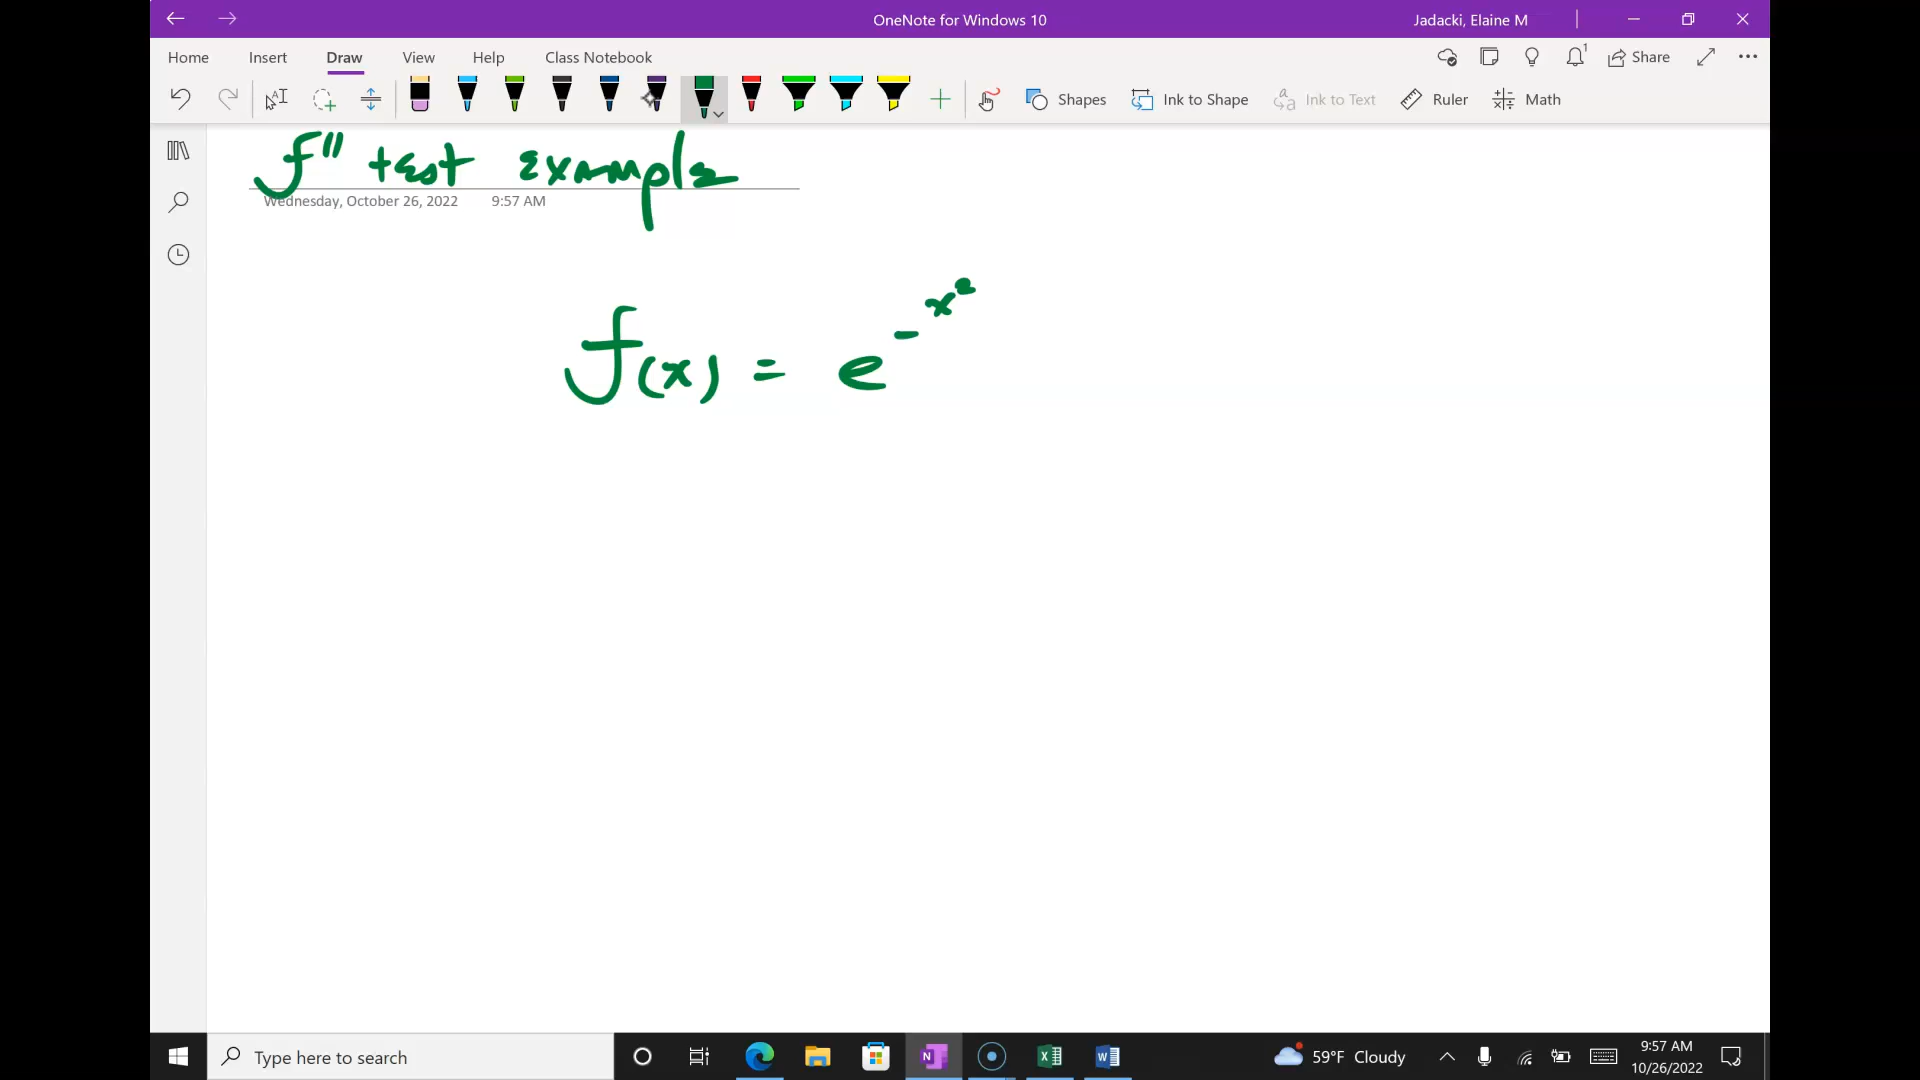 OneNote for Windows 10
Jadacki, Elaine M
Home Insert Draw View Help Class Notebook
1
Share
Shapes Ink to Shape Ink to Text Ruler Math
f'' test example
Wednesday, October 26, 2022 9:57 AM
f(x) = e^{-x^2}
Type here to search
59°F Cloudy
9:57 AM
10/26/2022